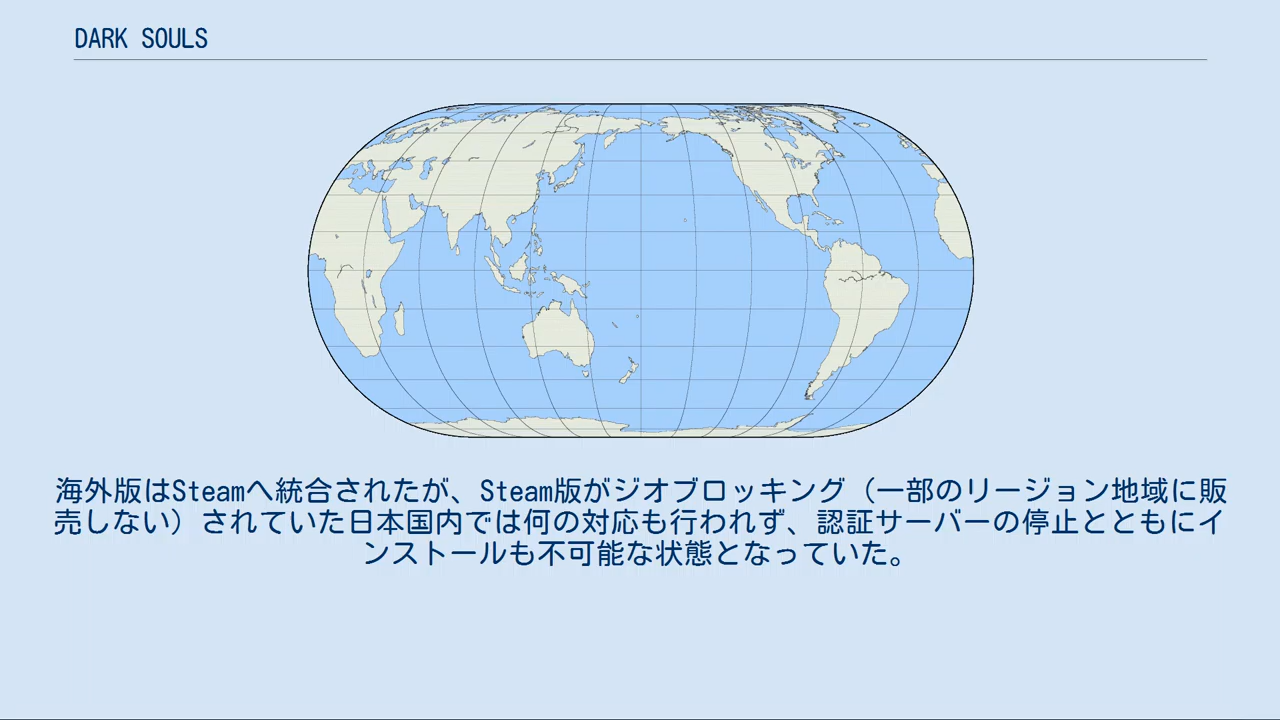 DARK SOULS
海外版はSteamへ統合されたが、Steam版がジオブロッキング（一部のリージョン地域に販
売しない）されていた日本国内では何の対応も行われず、認証サーバーの停止とともにイ
ンストールも不可能な状態となっていた。